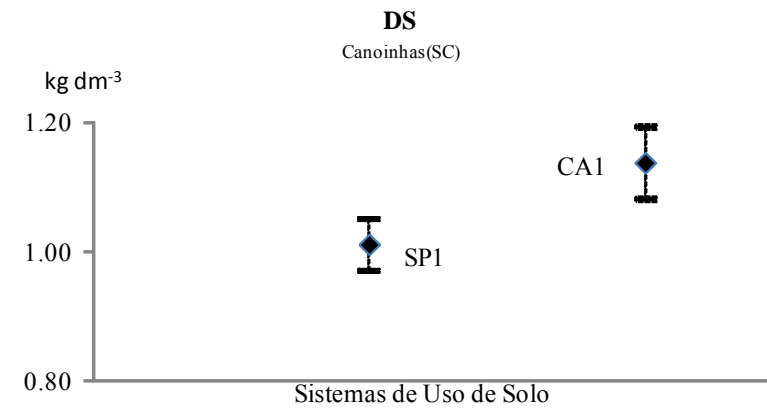 DS
Canoinhas(SC)
kg dm-3
1.20
CA1
1.00
SP1
0.80
Sistemas de Uso de Solo